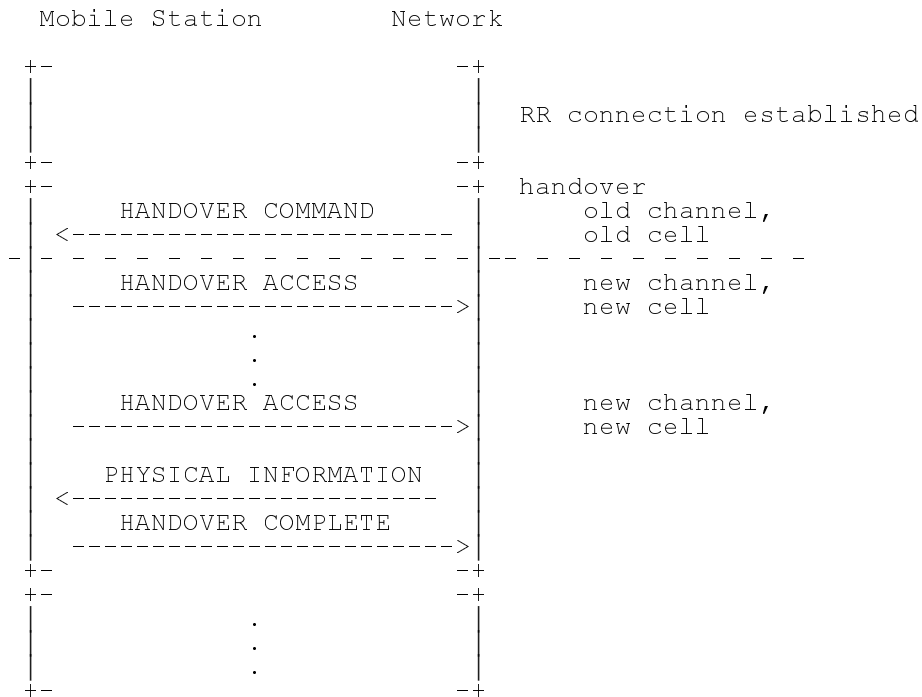 Mobile Station Network
RR connection established
handover
HANDOVER COMMAND old channel,
old cell
HANDOVER ACCESS new channel,
new cell
HANDOVER ACCESS new channel,
new cell
PHYSICAL INFORMATION
HANDOVER COMPLETE